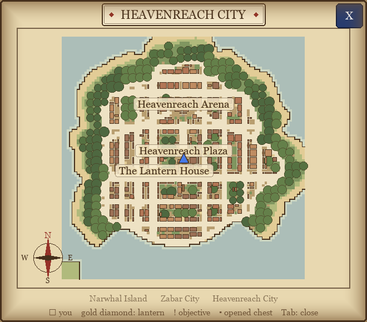 HEAVENREACH CITY
X
Heavenreach Arena
Heavenreach Plaza
The Lantern House
N
W E
S
Narwhal Island Zabar City Heavenreach City
you gold diamond: lantern ! objective • opened chest Tab: close